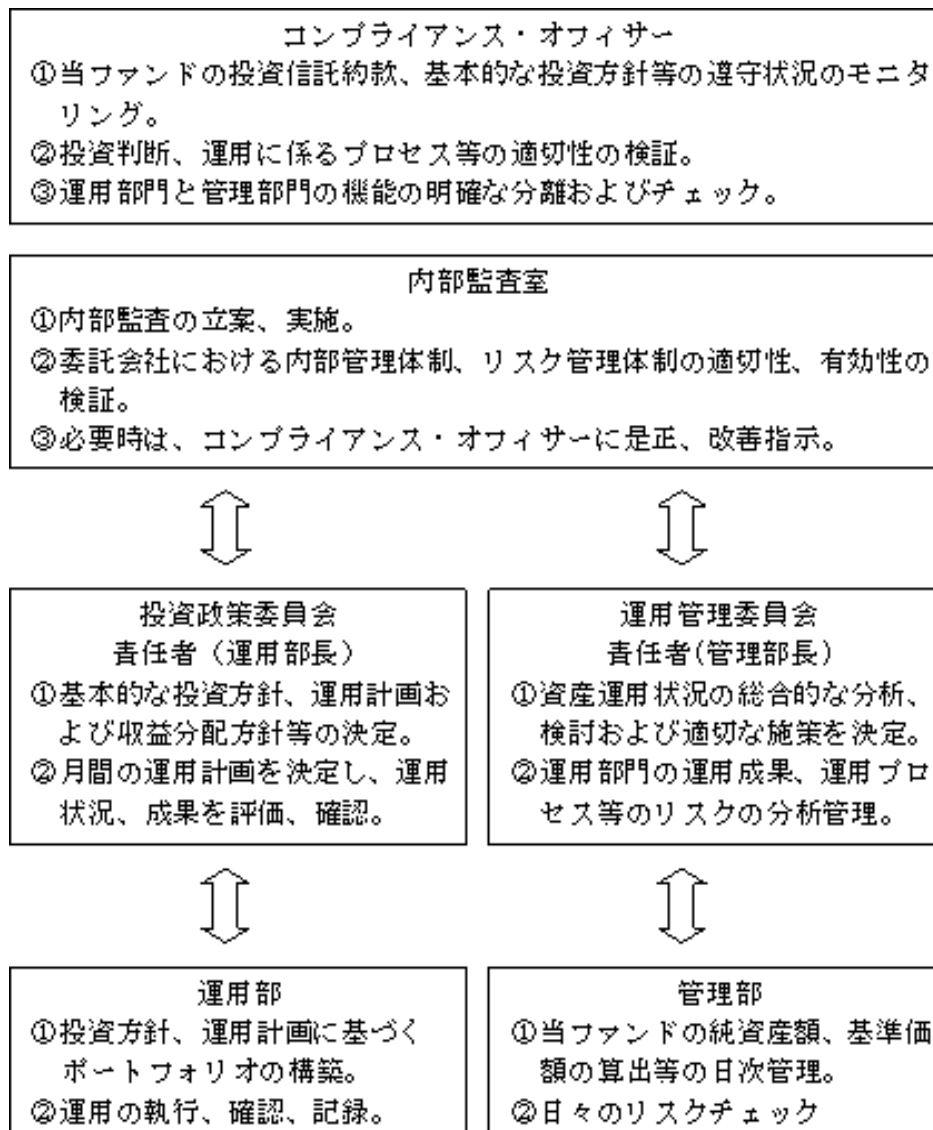 コンプライアンス・オフィサー
①当ファンドの投資信託約款、基本的な投資方針等の遵守状況のモニタ
リング。
②投資判断、運用に係るプロセス等の適切性の検証。
③運用部門と管理部門の機能の明確な分離およびチェック。
内部監査室
①内部監査の立案、実施。
②委託会社における内部管理体制、リスク管理体制の適切性、有効性の
検証。
③必要時は、コンプライアンス・オフィサーに是正、改善指示。
投資政策委員会
責任者（運用部長）
①基本的な投資方針、運用計画お
よび収益分配方針等の決定。
②月間の運用計画を決定し、運用
状況、成果を評価、確認。
運用管理委員会
責任者(管理部長）
①資産運用状況の総合的な分析、
検討および適切な施策を決定。
②運用部門の運用成果、運用プロ
セス等のリスクの分析管理。
運用部
①投資方針、運用計画に基づく
ポートフォリオの構築。
②運用の執行、確認、記録。
管理部
①当ファンドの純資産額、基準価
額の算出等の日次管理。
②日々のリスクチェック